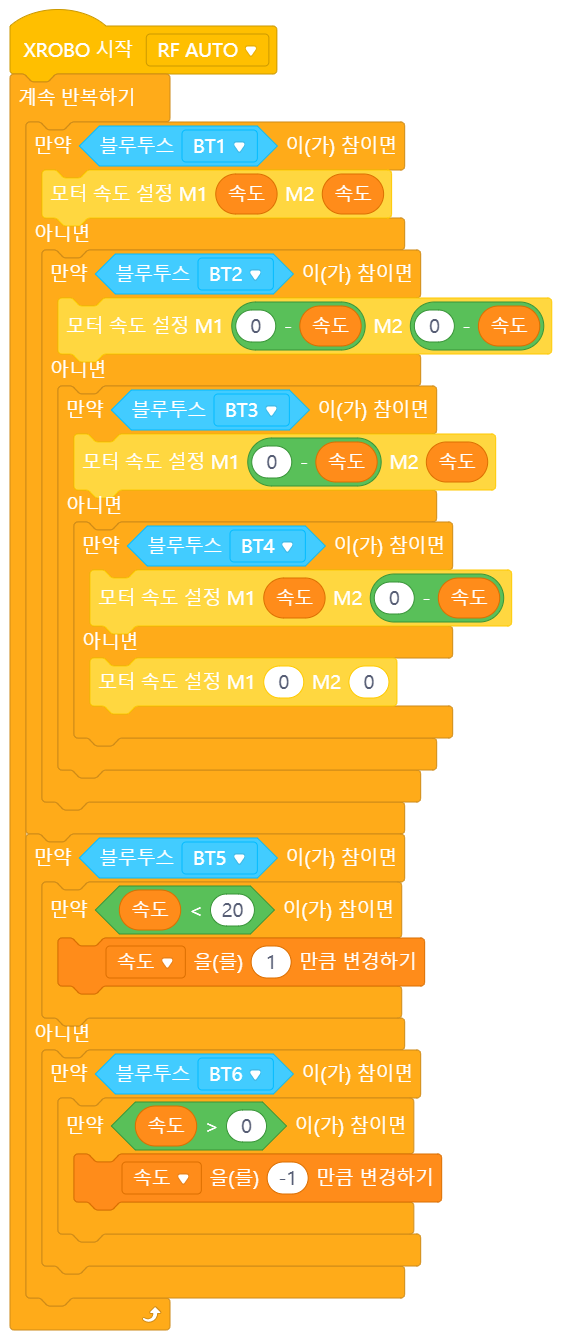 XROBO 시작 RF AUTO
계속 반복하기
만약 블루투스 BT1 이(가) 참이면
모터 속도 설정 M1 속도 M2 속도
아니면
만약 블루투스 BT2 이(가) 참이면
모터 속도 설정 M1 0 - 속도 M2 0 - 속도
아니면
만약 블루투스 BT3 이(가) 참이면
모터 속도 설정 M1 0 - 속도 M2 속도
아니면
만약 블루투스 BT4 이(가) 참이면
모터 속도 설정 M1 속도 M2 0 - 속도
아니면
모터 속도 설정 M1 0 M2 0
만약 블루투스 BT5 이(가) 참이면
만약 속도 < 20 이(가) 참이면
속도 을(를) 1 만큼 변경하기
아니면
만약 블루투스 BT6 이(가) 참이면
만약 속도 > 0 이(가) 참이면
속도 을(를) -1 만큼 변경하기